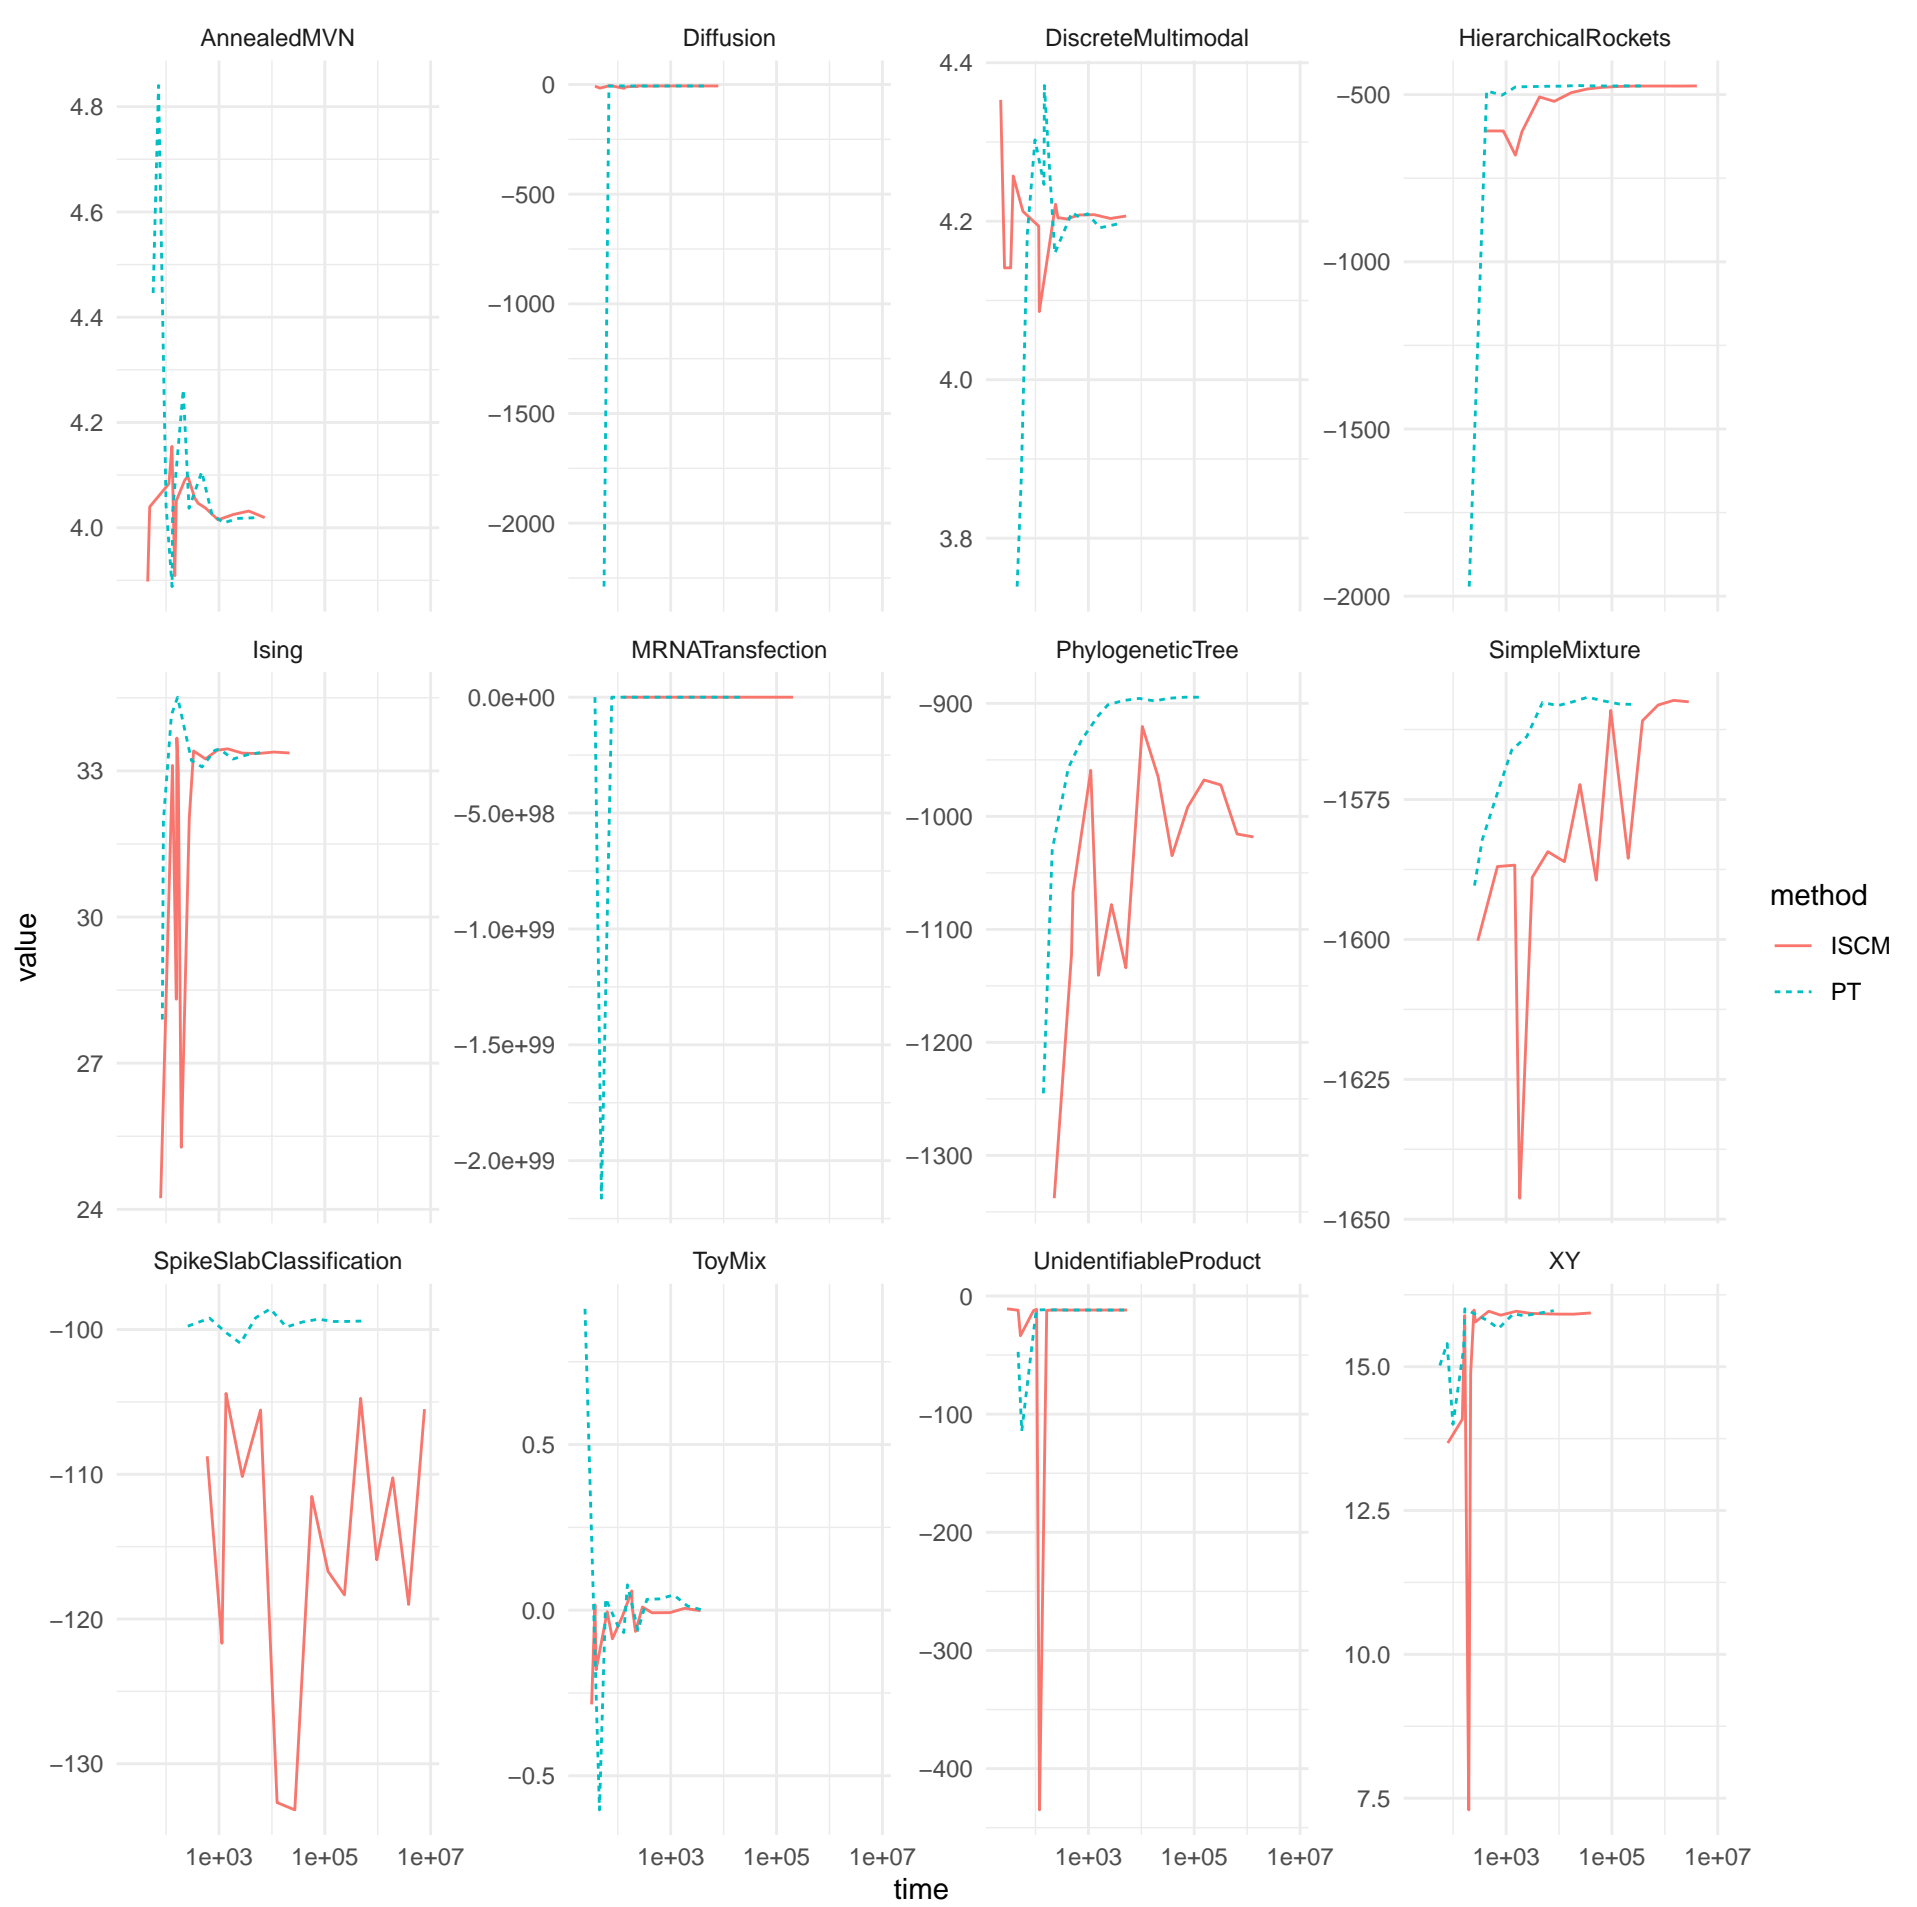 AnnealedMVN
Diffusion
DiscreteMultimodal
HierarchicalRockets
4.8
4.6
4.4
4.2
4.0
0
−500
−1000
−1500
−2000
4.4
4.2
4.0
3.8
−500
−1000
−1500
−2000
Ising
MRNATransfection
PhylogeneticTree
SimpleMixture
33
30
27
24
0.0e+00
−5.0e+98
−1.0e+99
−1.5e+99
−2.0e+99
−900
−1000
−1100
−1200
−1300
−1575
−1600
−1625
−1650
SpikeSlabClassification
ToyMix
UnidentifiableProduct
XY
−100
−110
−120
−130
0.5
0.0
−0.5
0
−100
−200
−300
−400
15.0
12.5
10.0
7.5
1e+03 1e+05 1e+07
1e+03 1e+05 1e+07
1e+03 1e+05 1e+07
1e+03 1e+05 1e+07
time
value
method
ISCM
PT